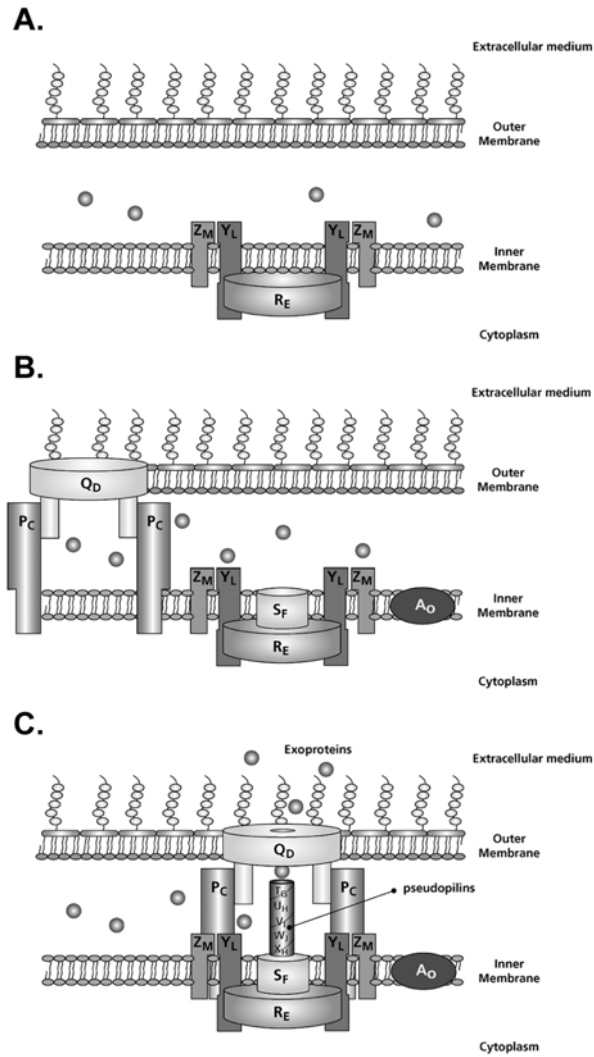 A.
Extracellular medium
Outer
Membrane
ZM YL YL ZM
Inner
Membrane
RE
Cytoplasm
B.
Extracellular medium
Outer
Membrane
QD
PC PC
ZM YL YL ZM
SF
AO
Inner
Membrane
RE
Cytoplasm
C.
Exoproteins
Extracellular medium
Outer
Membrane
QD
PC PC
pseudopilins
TG
UH
VI
WJ
ZM YL YL ZM
XH
SF
AO
Inner
Membrane
RE
Cytoplasm